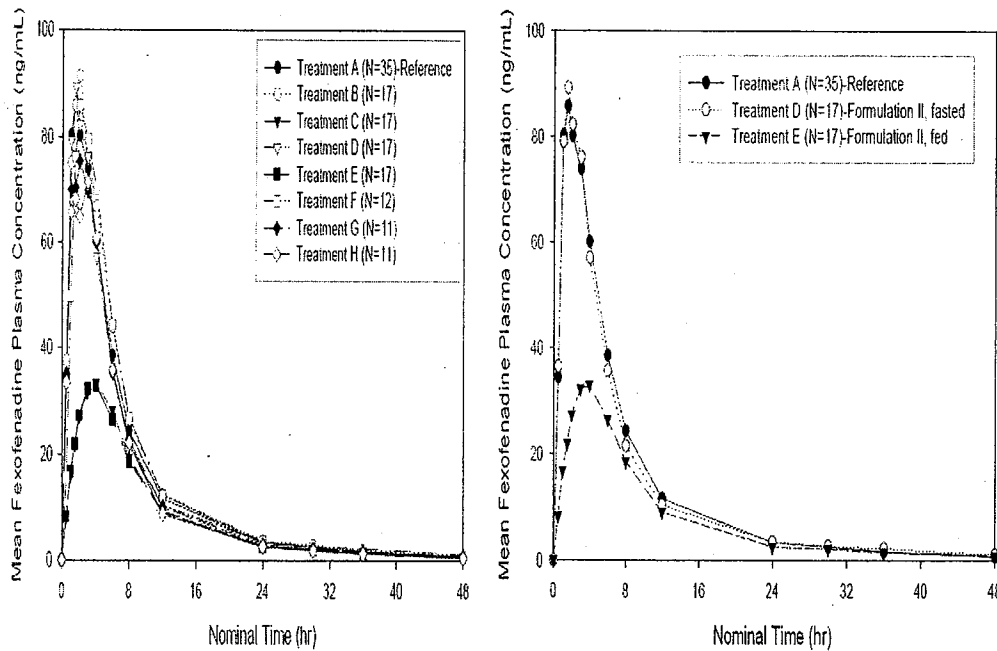 Mean Fexofenadine Plasma Concentration (ng/mL)
100
80
60
40
20
0
Treatment A (N=35)-Reference
Treatment B (N=17)
Treatment C (N=17)
Treatment D (N=17)
Treatment E (N=17)
Treatment F (N=12)
Treatment G (N=11)
Treatment H (N=11)
0
8
16
24
32
40
48
Nominal Time (hr)
Mean Fexofenadine Plasma Concentration (ng/mL)
100
80
60
40
20
0
Treatment A (N=35)-Reference
Treatment D (N=17)-Formulation II, fasted
Treatment E (N=17)-Formulation II, fed
0
8
16
24
32
40
48
Nominal Time (hr)